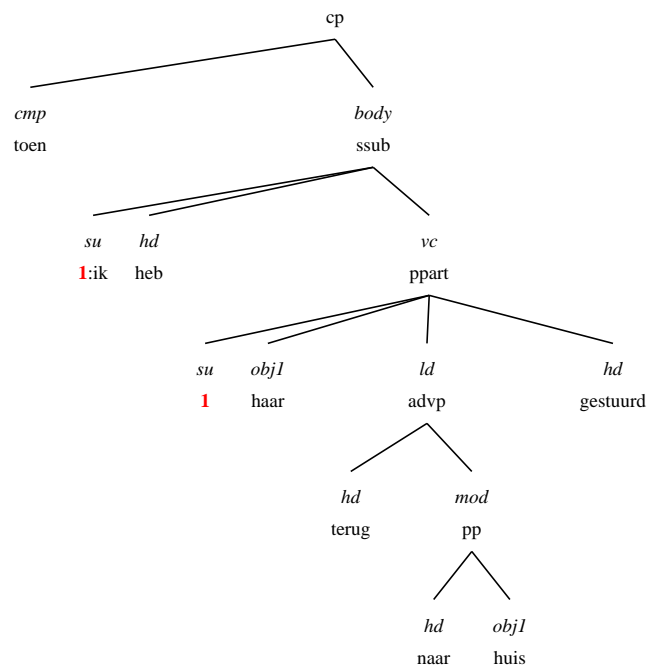 cp
cmp body
toen ssub
su hd vc
1:ik heb ppart
su obj1 ld hd
1 haar advp gestuurd
hd mod
terug pp
hd obj1
naar huis